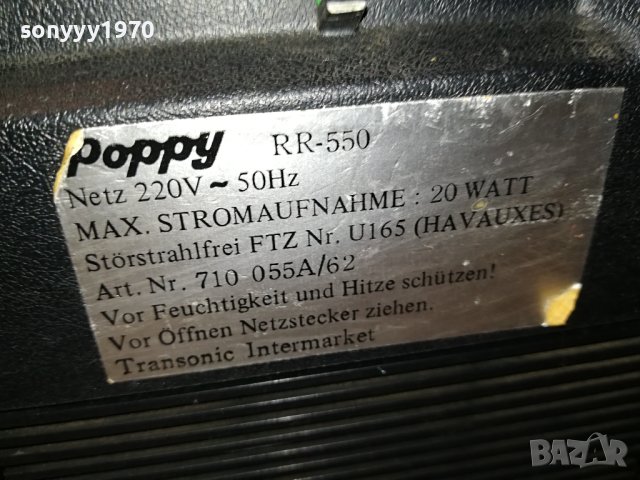 sonyyy1970
Poppy RR-550
Netz 220V ~ 50Hz
MAX. STROMAUFNAHME : 20 WATT
Störstrahlfrei FTZ Nr. U165 (HAVAUXES)
Art. Nr. 710 055A/62
Vor Feuchtigkeit und Hitze schützen!
Vor Öffnen Netzstecker ziehen.
Transonic Intermarket
BAZAR